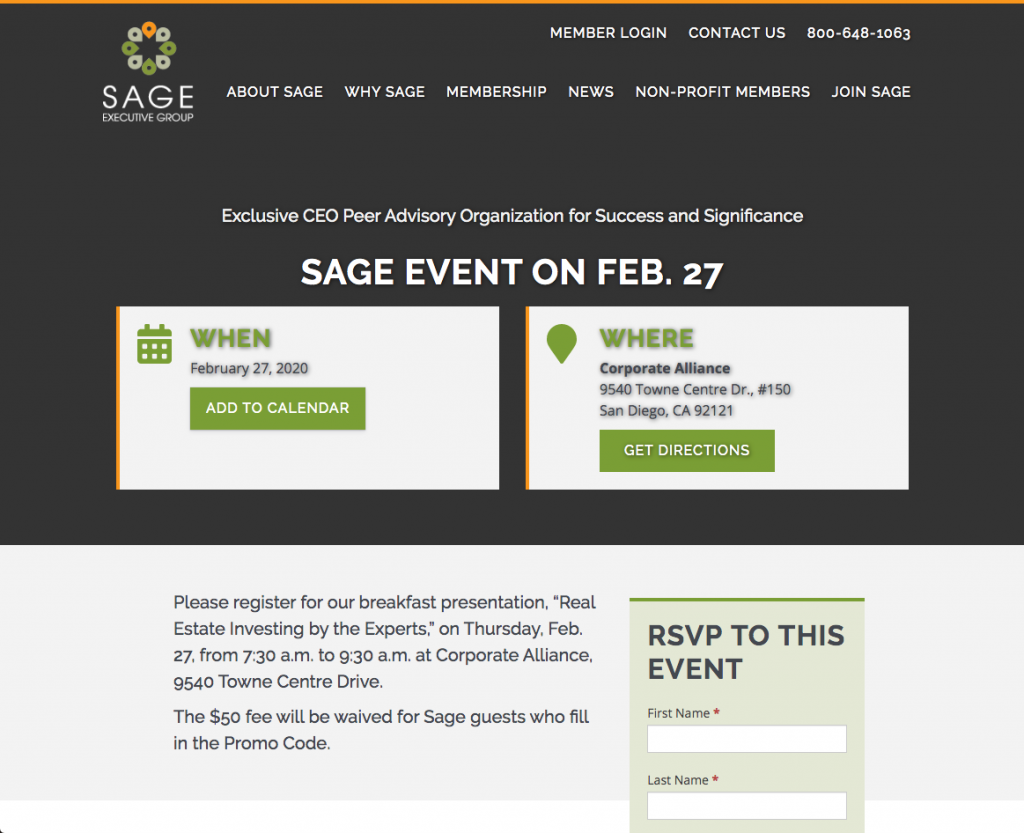 MEMBER LOGIN CONTACT US 800-648-1063
SAGE
EXECUTIVE GROUP
ABOUT SAGE WHY SAGE MEMBERSHIP NEWS NON-PROFIT MEMBERS JOIN SAGE
Exclusive CEO Peer Advisory Organization for Success and Significance
SAGE EVENT ON FEB. 27
WHEN
February 27, 2020
ADD TO CALENDAR
WHERE
Corporate Alliance
9540 Towne Centre Dr., #150
San Diego, CA 92121
GET DIRECTIONS
Please register for our breakfast presentation, “Real
Estate Investing by the Experts,” on Thursday, Feb.
27, from 7:30 a.m. to 9:30 a.m. at Corporate Alliance,
9540 Towne Centre Drive.
The $50 fee will be waived for Sage guests who fill
in the Promo Code.
RSVP TO THIS
EVENT
First Name *
Last Name *